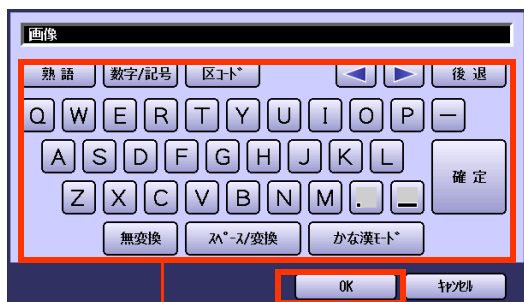 画像
熟語 数字/記号 区ｺｰﾄﾞ 後退
Q W E R T Y U I O P ー
A S D F G H J K L
Z X C V B N M . _ 確定
無変換 ｽﾍﾟｰｽ/変換 かな漢ﾓｰﾄﾞ
OK ｷｬﾝｾﾙ